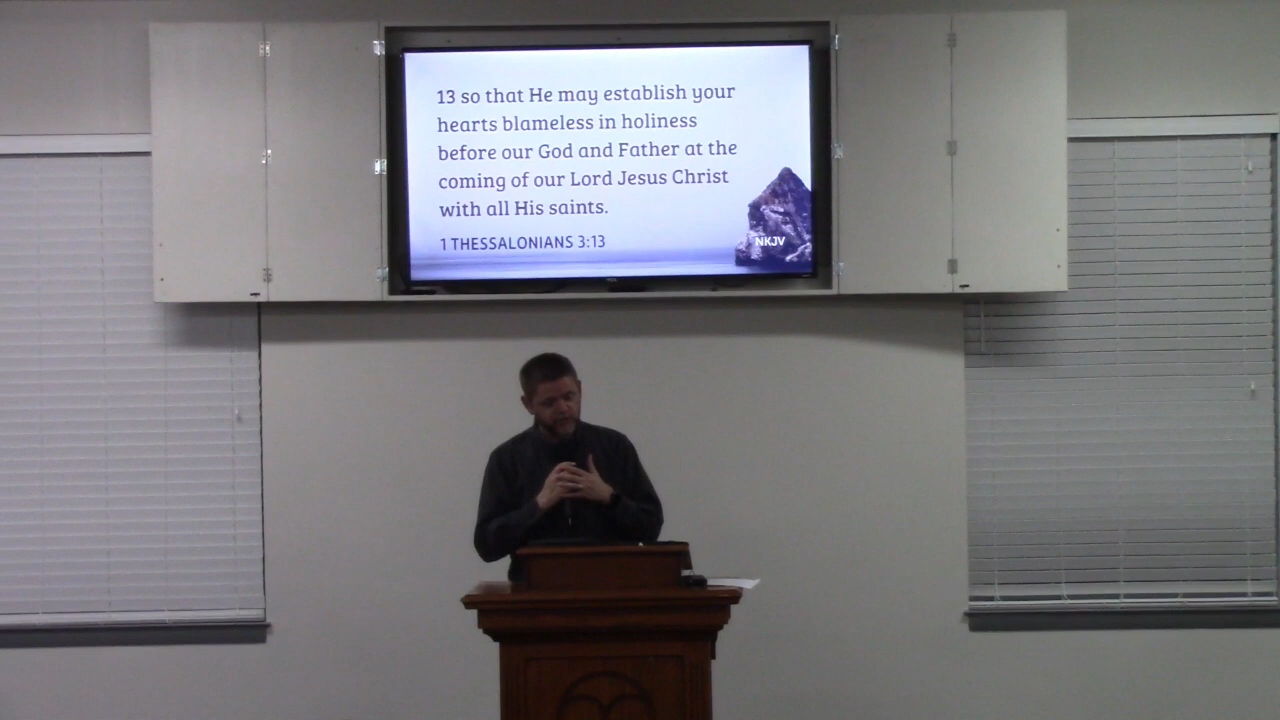 13 so that He may establish your
hearts blameless in holiness
before our God and Father at the
coming of our Lord Jesus Christ
with all His saints.
1 THESSALONIANS 3:13
NKJV